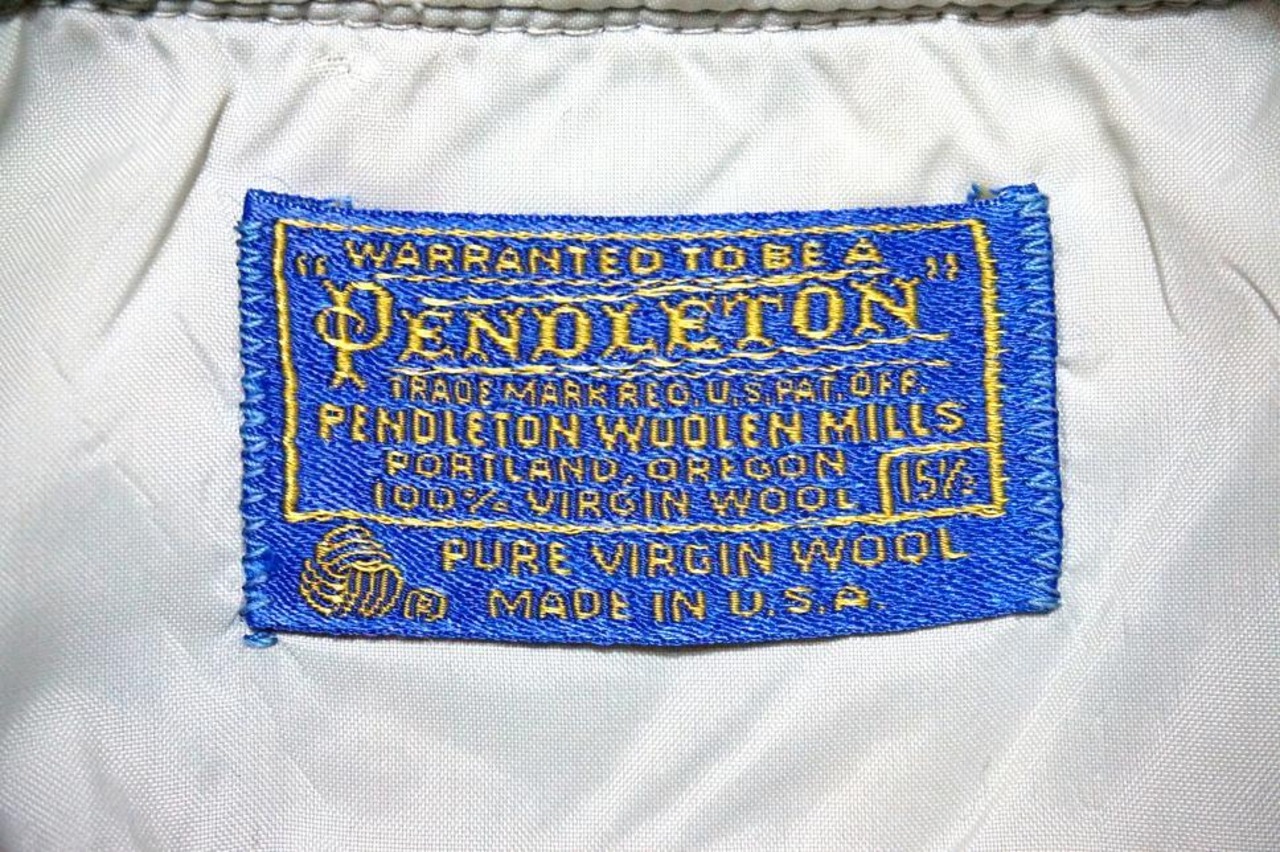 "WARRANTED TO BE A
PENDLETON"
TRADE MARK REG. U.S. PAT. OFF.
PENDLETON WOOLEN MILLS
PORTLAND, OREGON
100% VIRGIN WOOL
15½
PURE VIRGIN WOOL
® MADE IN U.S.A.